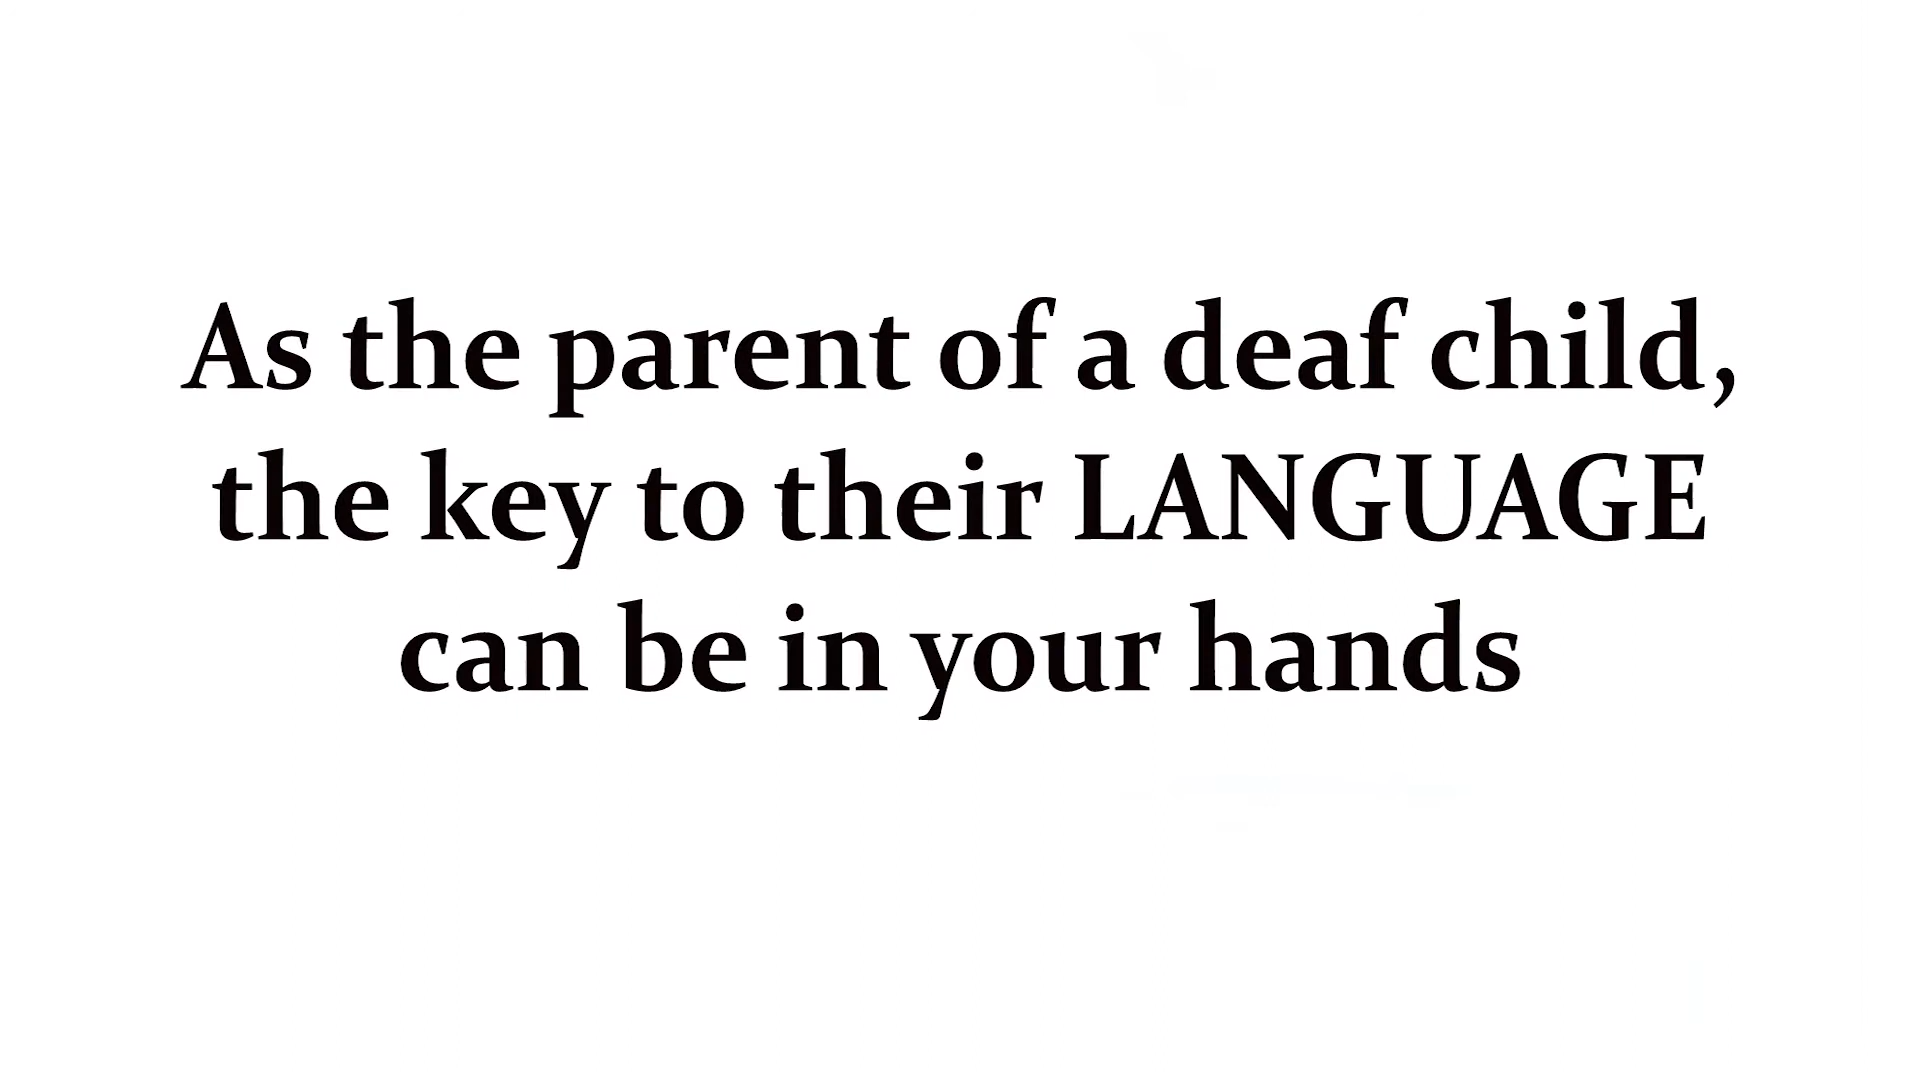 As the parent of a deaf child,
the key to their LANGUAGE
can be in your hands